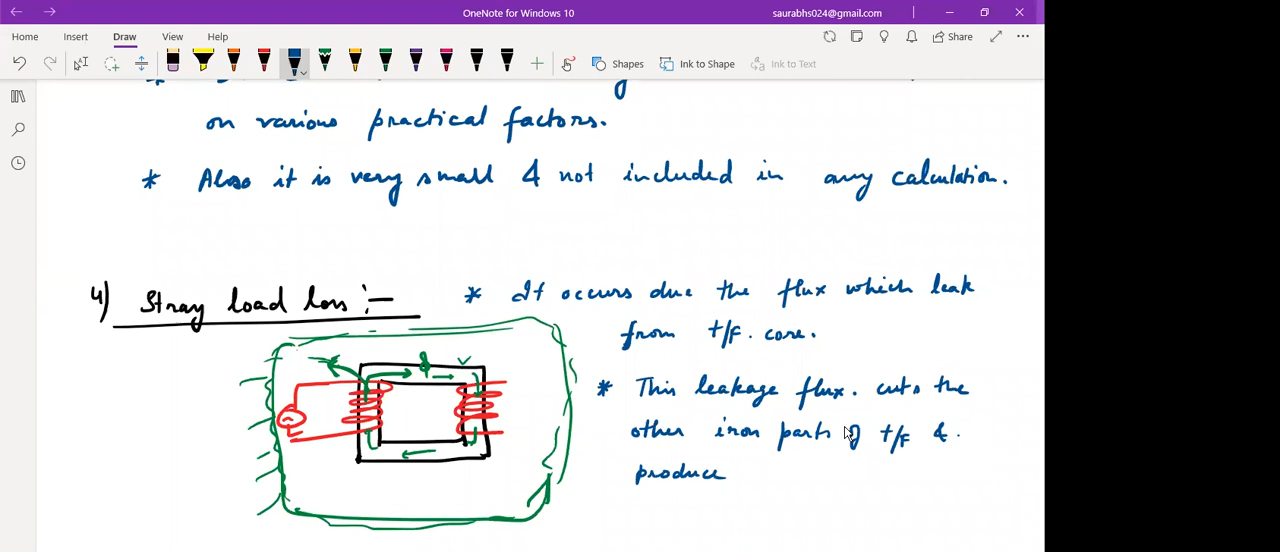 OneNote for Windows 10
saurabhs024@gmail.com
Home Insert Draw View Help
Share
Shapes Ink to Shape Ink to Text
on various practical factors.
* Also it is very small & not included in any calculation.
4) Stray load loss :-
* It occurs due the flux which leak
from t/f. core.
* This leakage flux. cuts the
other iron parts of t/f &.
produce
ϕ